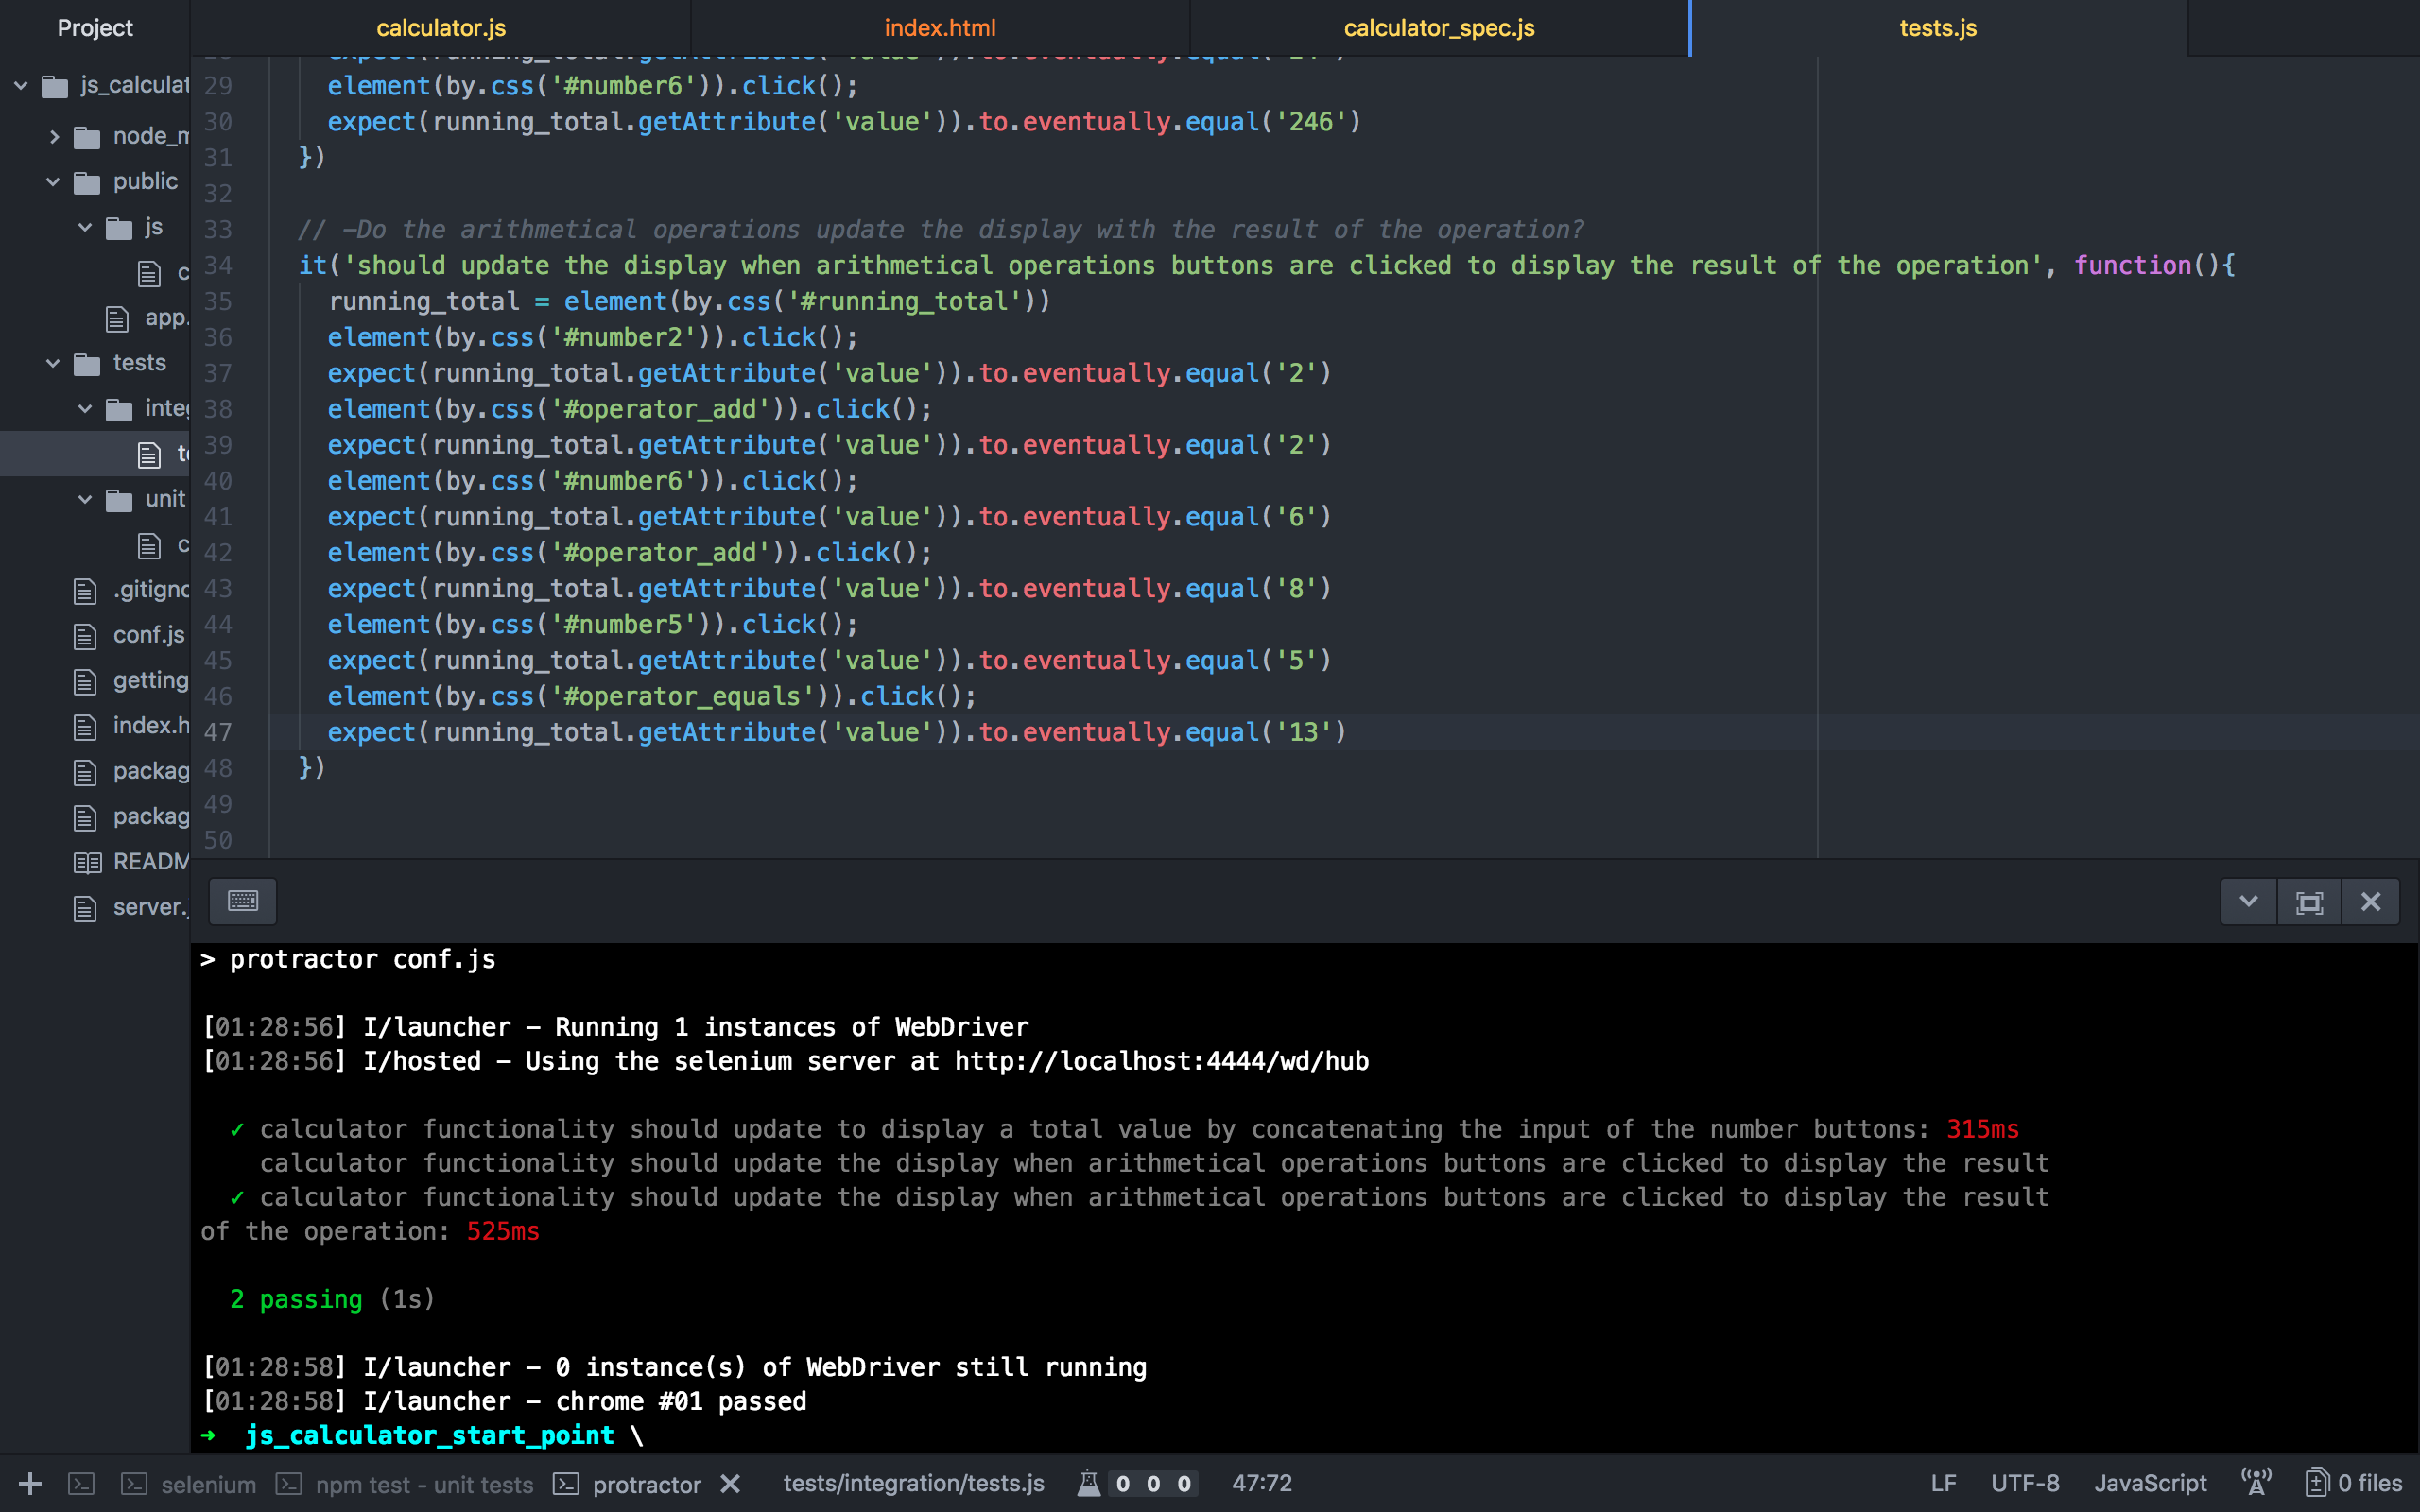 Project
calculator.js
index.html
calculator_spec.js
tests.js
js_calculat
node_m
public
js
c
app.
tests
integ
te
unit
c
.gitigno
conf.js
getting
index.h
packag
packag
READM
server.j
29 element(by.css('#number6')).click();
30 expect(running_total.getAttribute('value')).to.eventually.equal('246')
31 })
32
33 // -Do the arithmetical operations update the display with the result of the operation?
34 it('should update the display when arithmetical operations buttons are clicked to display the result of the operation', function(){
35 running_total = element(by.css('#running_total'))
36 element(by.css('#number2')).click();
37 expect(running_total.getAttribute('value')).to.eventually.equal('2')
38 element(by.css('#operator_add')).click();
39 expect(running_total.getAttribute('value')).to.eventually.equal('2')
40 element(by.css('#number6')).click();
41 expect(running_total.getAttribute('value')).to.eventually.equal('6')
42 element(by.css('#operator_add')).click();
43 expect(running_total.getAttribute('value')).to.eventually.equal('8')
44 element(by.css('#number5')).click();
45 expect(running_total.getAttribute('value')).to.eventually.equal('5')
46 element(by.css('#operator_equals')).click();
47 expect(running_total.getAttribute('value')).to.eventually.equal('13')
48 })
49
50
> protractor conf.js
[01:28:56] I/launcher – Running 1 instances of WebDriver
[01:28:56] I/hosted – Using the selenium server at http://localhost:4444/wd/hub
✓ calculator functionality should update to display a total value by concatenating the input of the number buttons: 315ms
calculator functionality should update the display when arithmetical operations buttons are clicked to display the result
✓ calculator functionality should update the display when arithmetical operations buttons are clicked to display the result
of the operation: 525ms
2 passing (1s)
[01:28:58] I/launcher – 0 instance(s) of WebDriver still running
[01:28:58] I/launcher – chrome #01 passed
➜ js_calculator_start_point \
selenium
npm test - unit tests
protractor
tests/integration/tests.js
0 0 0
47:72
LF
UTF-8
JavaScript
0 files